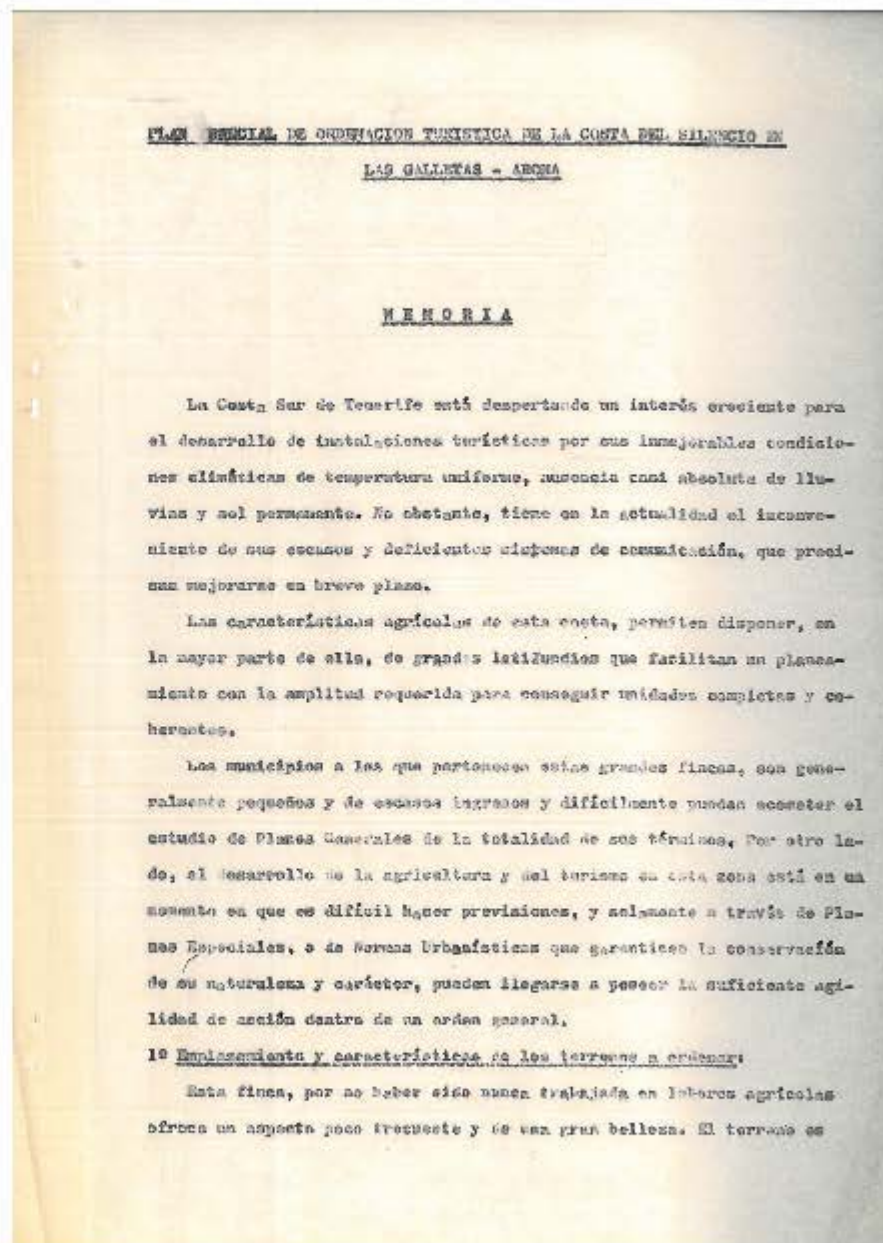 PLAN ESPECIAL DE ORDENACION TURISTICA DE LA COSTA DEL SILENCIO EN
LAS GALLETAS - ARONA
MEMORIA
La Costa Sur de Tenerife está despertando un interés creciente para
el desarrollo de instalaciones turísticas por sus inmejorables condicio-
nes climáticas de temperatura uniforme, ausencia casi absoluta de llu-
vias y sol permanente. No obstante, tiene en la actualidad el inconve-
niente de sus escasos y deficientes sistemas de comunicación, que preci-
san mejorarse en breve plazo.
Las características agrícolas de esta costa, permiten disponer, en
la mayor parte de ella, de grandes latifundios que facilitan un planea-
miento con la amplitud requerida para conseguir unidades completas y co-
herentes.
Los municipios a los que pertenecen estas grandes fincas, son gene-
ralmente pequeños y de escasos ingresos y difícilmente pueden acometer el
estudio de Planes Generales de la totalidad de sus términos. Por otro la-
do, el desarrollo de la agricultura y del turismo en esta zona está en un
momento en que es difícil hacer previsiones, y solamente a través de Pla-
nes Especiales, o de Normas Urbanísticas que garanticen la conservación
de su naturaleza y carácter, pueden llegarse a poseer la suficiente agi-
lidad de acción dentro de un orden general.
1º Emplazamiento y características de los terrenos a ordenar:
Esta finca, por no haber sido nunca trabajada en labores agrícolas
ofrece un aspecto poco frecuente y de una gran belleza. El terreno es